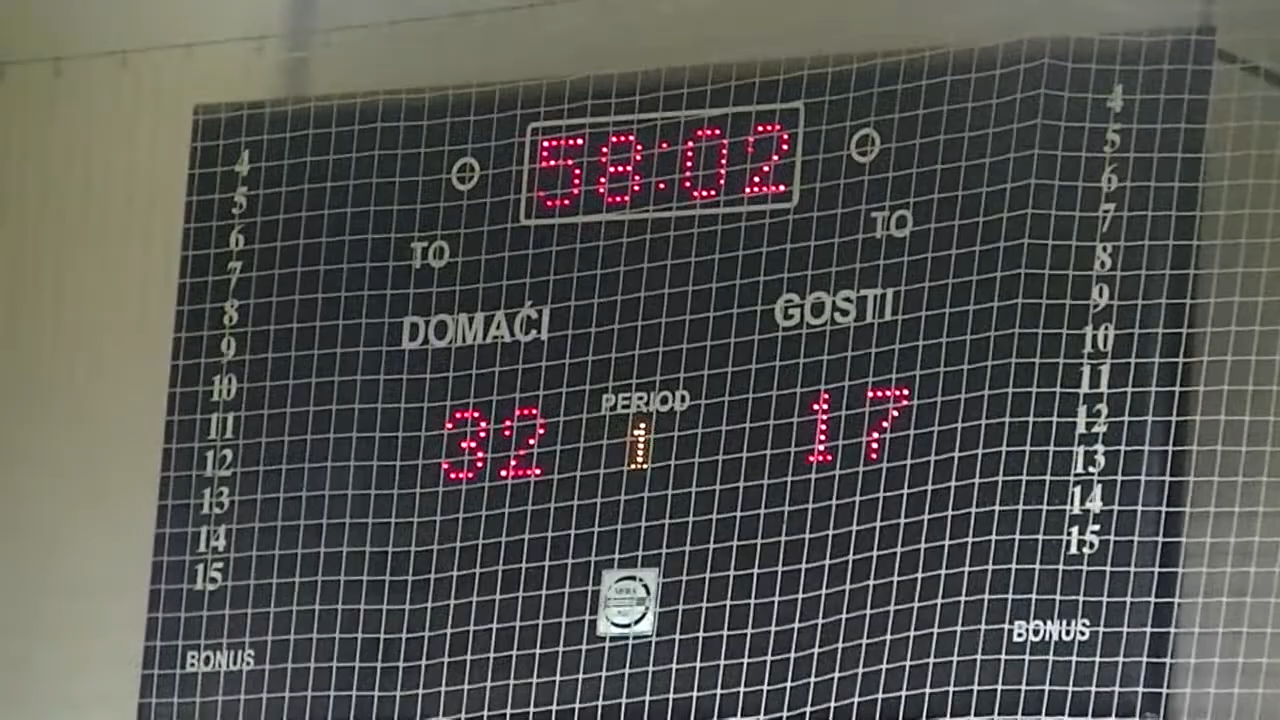 58:02
TO TO
DOMAĆI GOSTI
PERIOD
32 1 17
4 4
5 5
6 6
7 7
8 8
9 9
10 10
11 11
12 12
13 13
14 14
15 15
BONUS BONUS